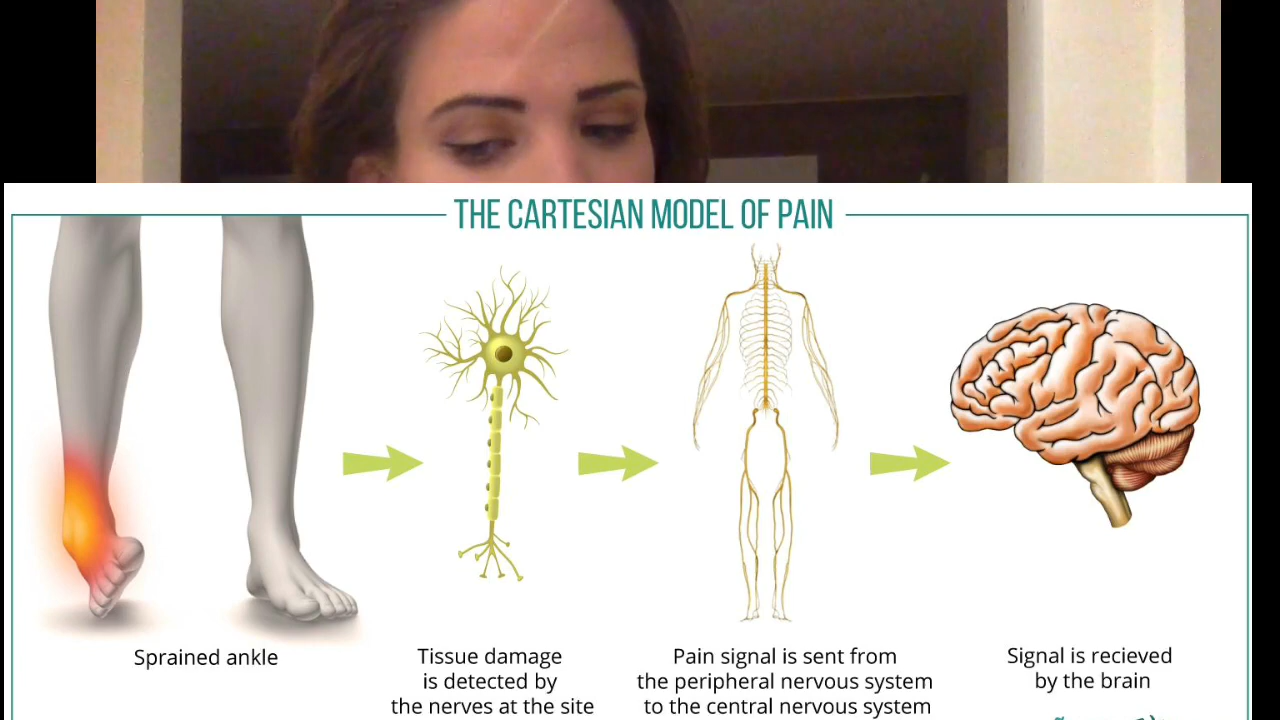 THE CARTESIAN MODEL OF PAIN
Sprained ankle
Tissue damage
is detected by
the nerves at the site
Pain signal is sent from
the peripheral nervous system
to the central nervous system
Signal is recieved
by the brain